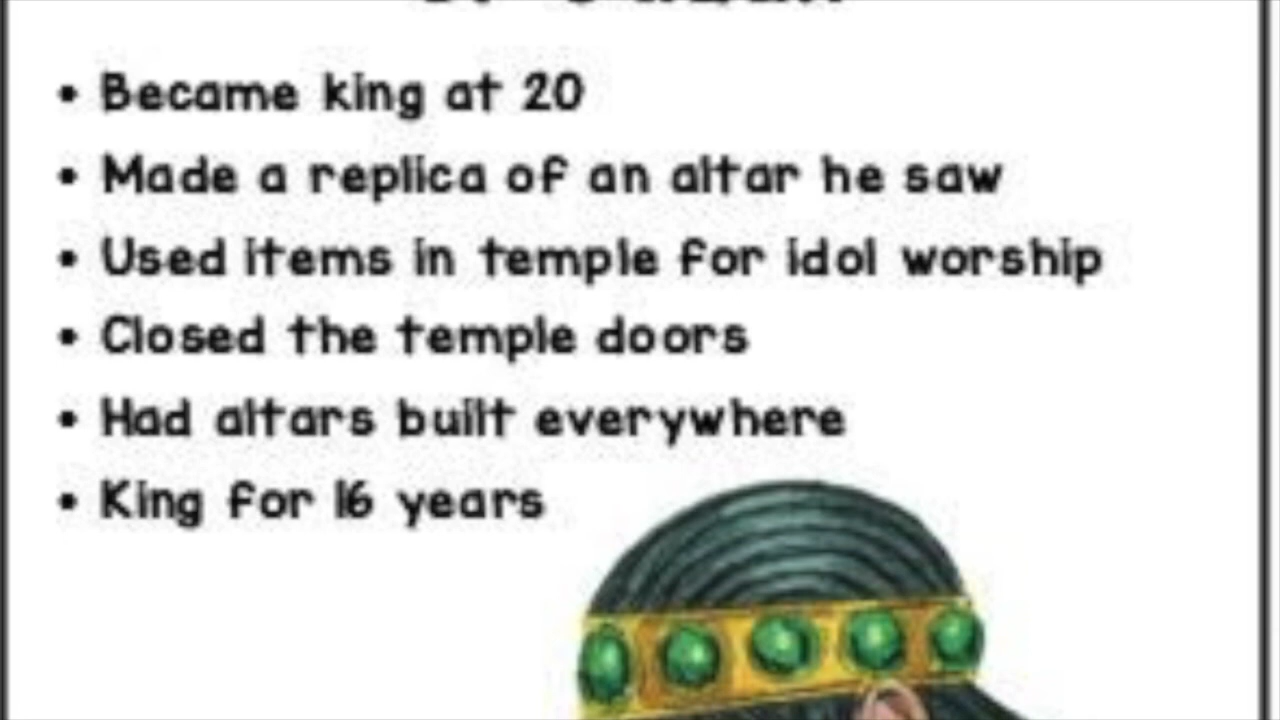 • Became king at 20
• Made a replica of an altar he saw
• Used items in temple for idol worship
• Closed the temple doors
• Had altars built everywhere
• King for 16 years